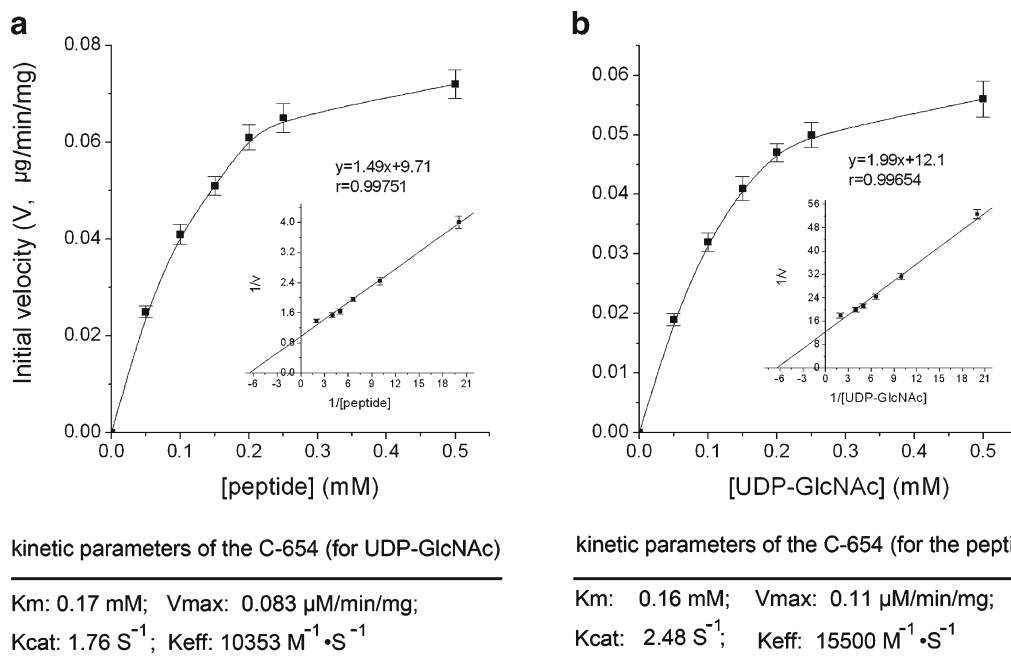 a
Initial velocity (V, µg/min/mg)
0.08
0.06
0.04
0.02
0.00
0.0 0.1 0.2 0.3 0.4 0.5
[peptide] (mM)
y=1.49x+9.71
r=0.99751
1/v
4.0
3.2
2.4
1.6
0.8
0.0
-6 -3 0 3 6 9 12 15 18 21
1/[peptide]
kinetic parameters of the C-654 (for UDP-GlcNAc)
Km: 0.17 mM; Vmax: 0.083 µM/min/mg;
Kcat: 1.76 S⁻¹; Keff: 10353 M⁻¹•S⁻¹
b
0.06
0.05
0.04
0.03
0.02
0.01
0.00
0.0 0.1 0.2 0.3 0.4 0.5
[UDP-GlcNAc] (mM)
y=1.99x+12.1
r=0.99654
1/v
56
48
40
32
24
18
12
6
0
-6 -3 0 3 6 9 12 15 18 21
1/[UDP-GlcNAc]
kinetic parameters of the C-654 (for the pepti
Km: 0.16 mM; Vmax: 0.11 µM/min/mg;
Kcat: 2.48 S⁻¹; Keff: 15500 M⁻¹•S⁻¹